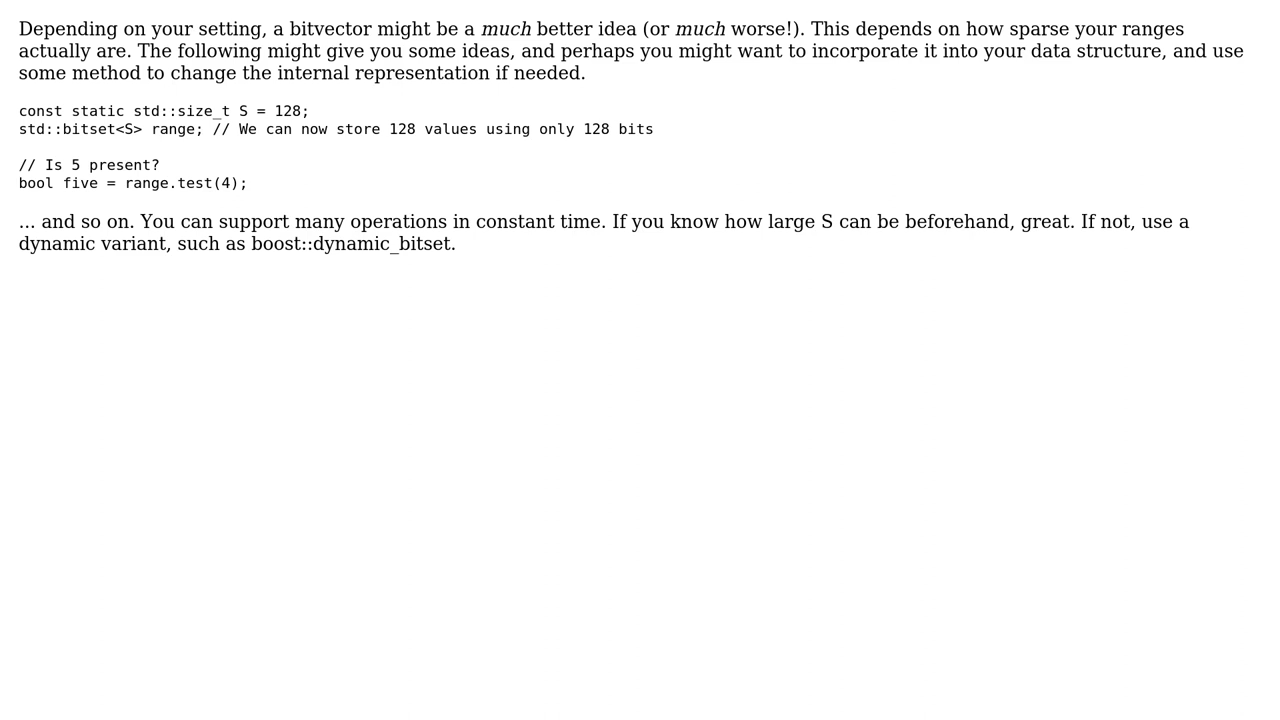 Depending on your setting, a bitvector might be a much better idea (or much worse!). This depends on how sparse your ranges
actually are. The following might give you some ideas, and perhaps you might want to incorporate it into your data structure, and use
some method to change the internal representation if needed.
const static std::size_t S = 128;
std::bitset<S> range; // We can now store 128 values using only 128 bits
// Is 5 present?
bool five = range.test(4);
... and so on. You can support many operations in constant time. If you know how large S can be beforehand, great. If not, use a
dynamic variant, such as boost::dynamic_bitset.